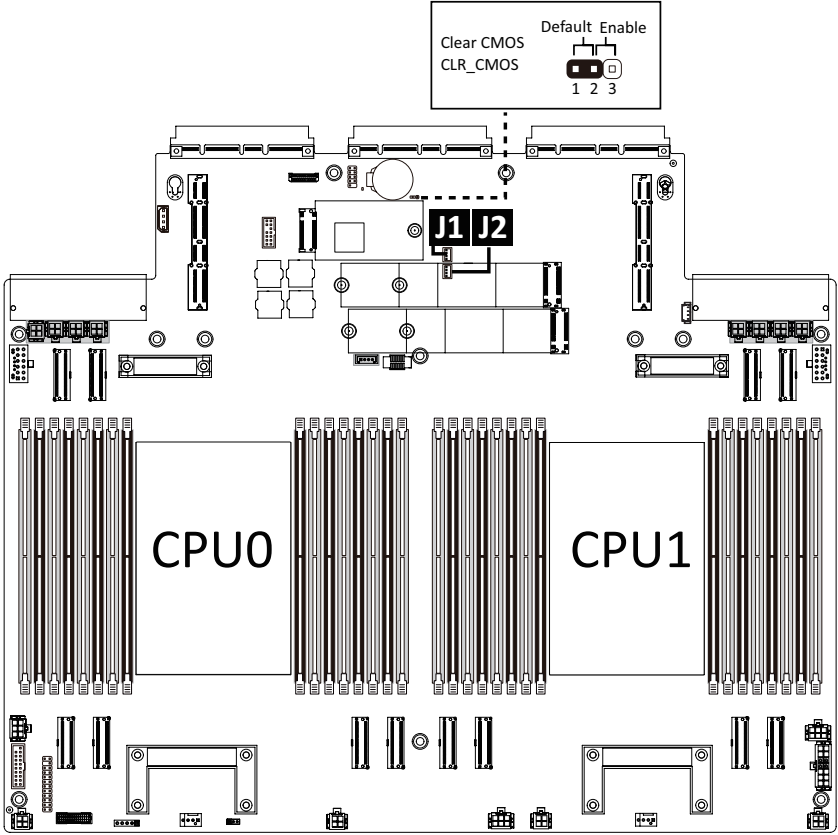 Default Enable
Clear CMOS
CLR_CMOS
1 2 3
J1 J2
CPU0 CPU1